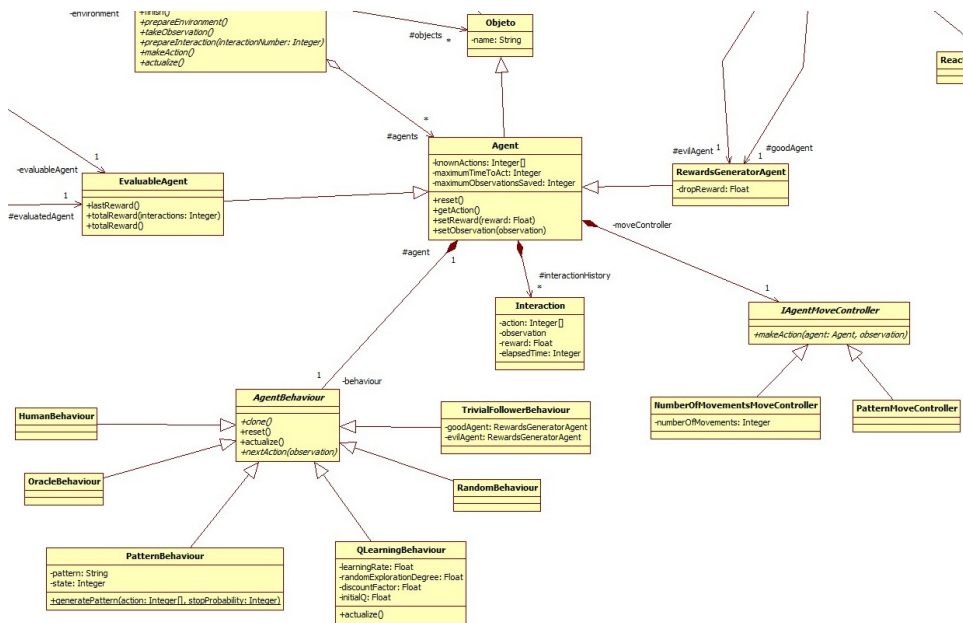 -environment
+finish()
+prepareEnvironment()
+takeObservation()
+prepareInteraction(interactionNumber: Integer)
+makeAction()
+actualize()
#objects
*
Objeto
-name: String
React
*
#agents
#evilAgent
1
#goodAgent
1
-evaluableAgent
1
EvaluableAgent
+lastReward()
+totalReward(interactions: Integer)
+totalReward()
1
#evaluatedAgent
Agent
-knownActions: Integer[]
-maximumTimeToAct: Integer
-maximumObservationsSaved: Integer
+reset()
+getAction()
+setReward(reward: Float)
+setObservation(observation)
RewardsGeneratorAgent
-dropReward: Float
-moveController
1
#agent
1
#interactionHistory
*
Interaction
-action: Integer[]
-observation
-reward: Float
-elapsedTime: Integer
IAgentMoveController
+makeAction(agent: Agent, observation)
NumberOfMovementsMoveController
-numberOfMovements: Integer
PatternMoveController
1
-behaviour
AgentBehaviour
+clone()
+reset()
+actualize()
+nextAction(observation)
HumanBehaviour
TrivialFollowerBehaviour
-goodAgent: RewardsGeneratorAgent
-evilAgent: RewardsGeneratorAgent
OracleBehaviour
RandomBehaviour
PatternBehaviour
-pattern: String
-state: Integer
+generatePattern(action: Integer[], stopProbability: Integer)
QLearningBehaviour
-learningRate: Float
-randomExplorationDegree: Float
-discountFactor: Float
-initialQ: Float
+actualize()